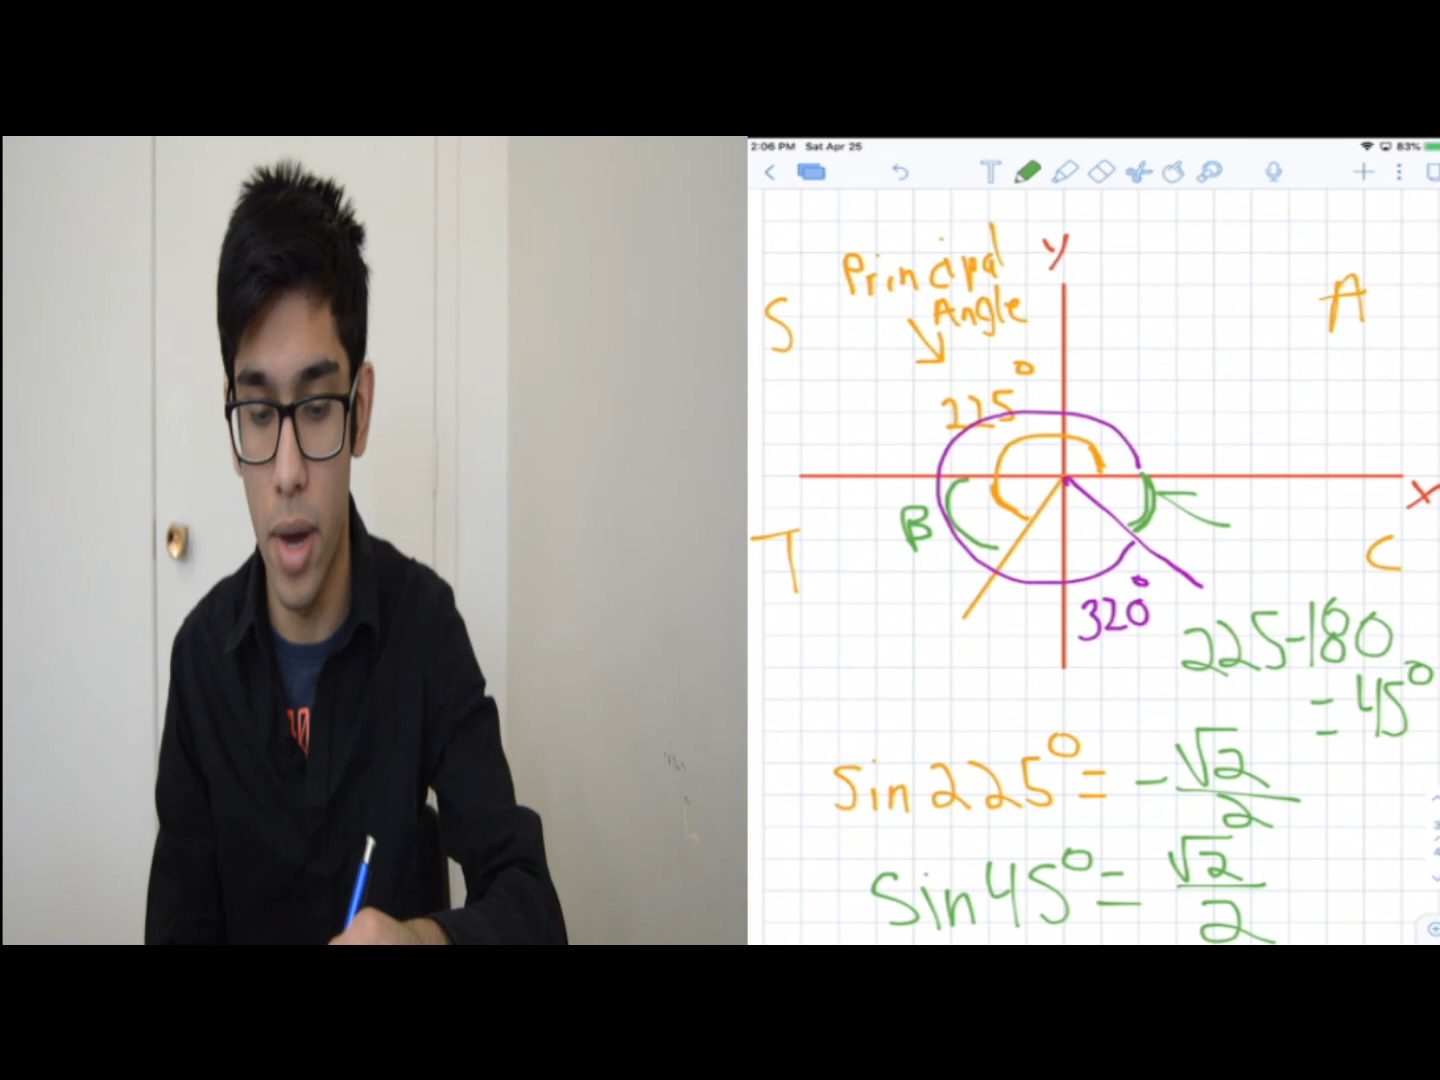 2:06 PM Sat Apr 25
83%
T
Principal
Angle
y
S
A
225°
x
B
T
C
320°
225-180
= 45°
sin 225° = -√2/2
Sin 45° = √2/2